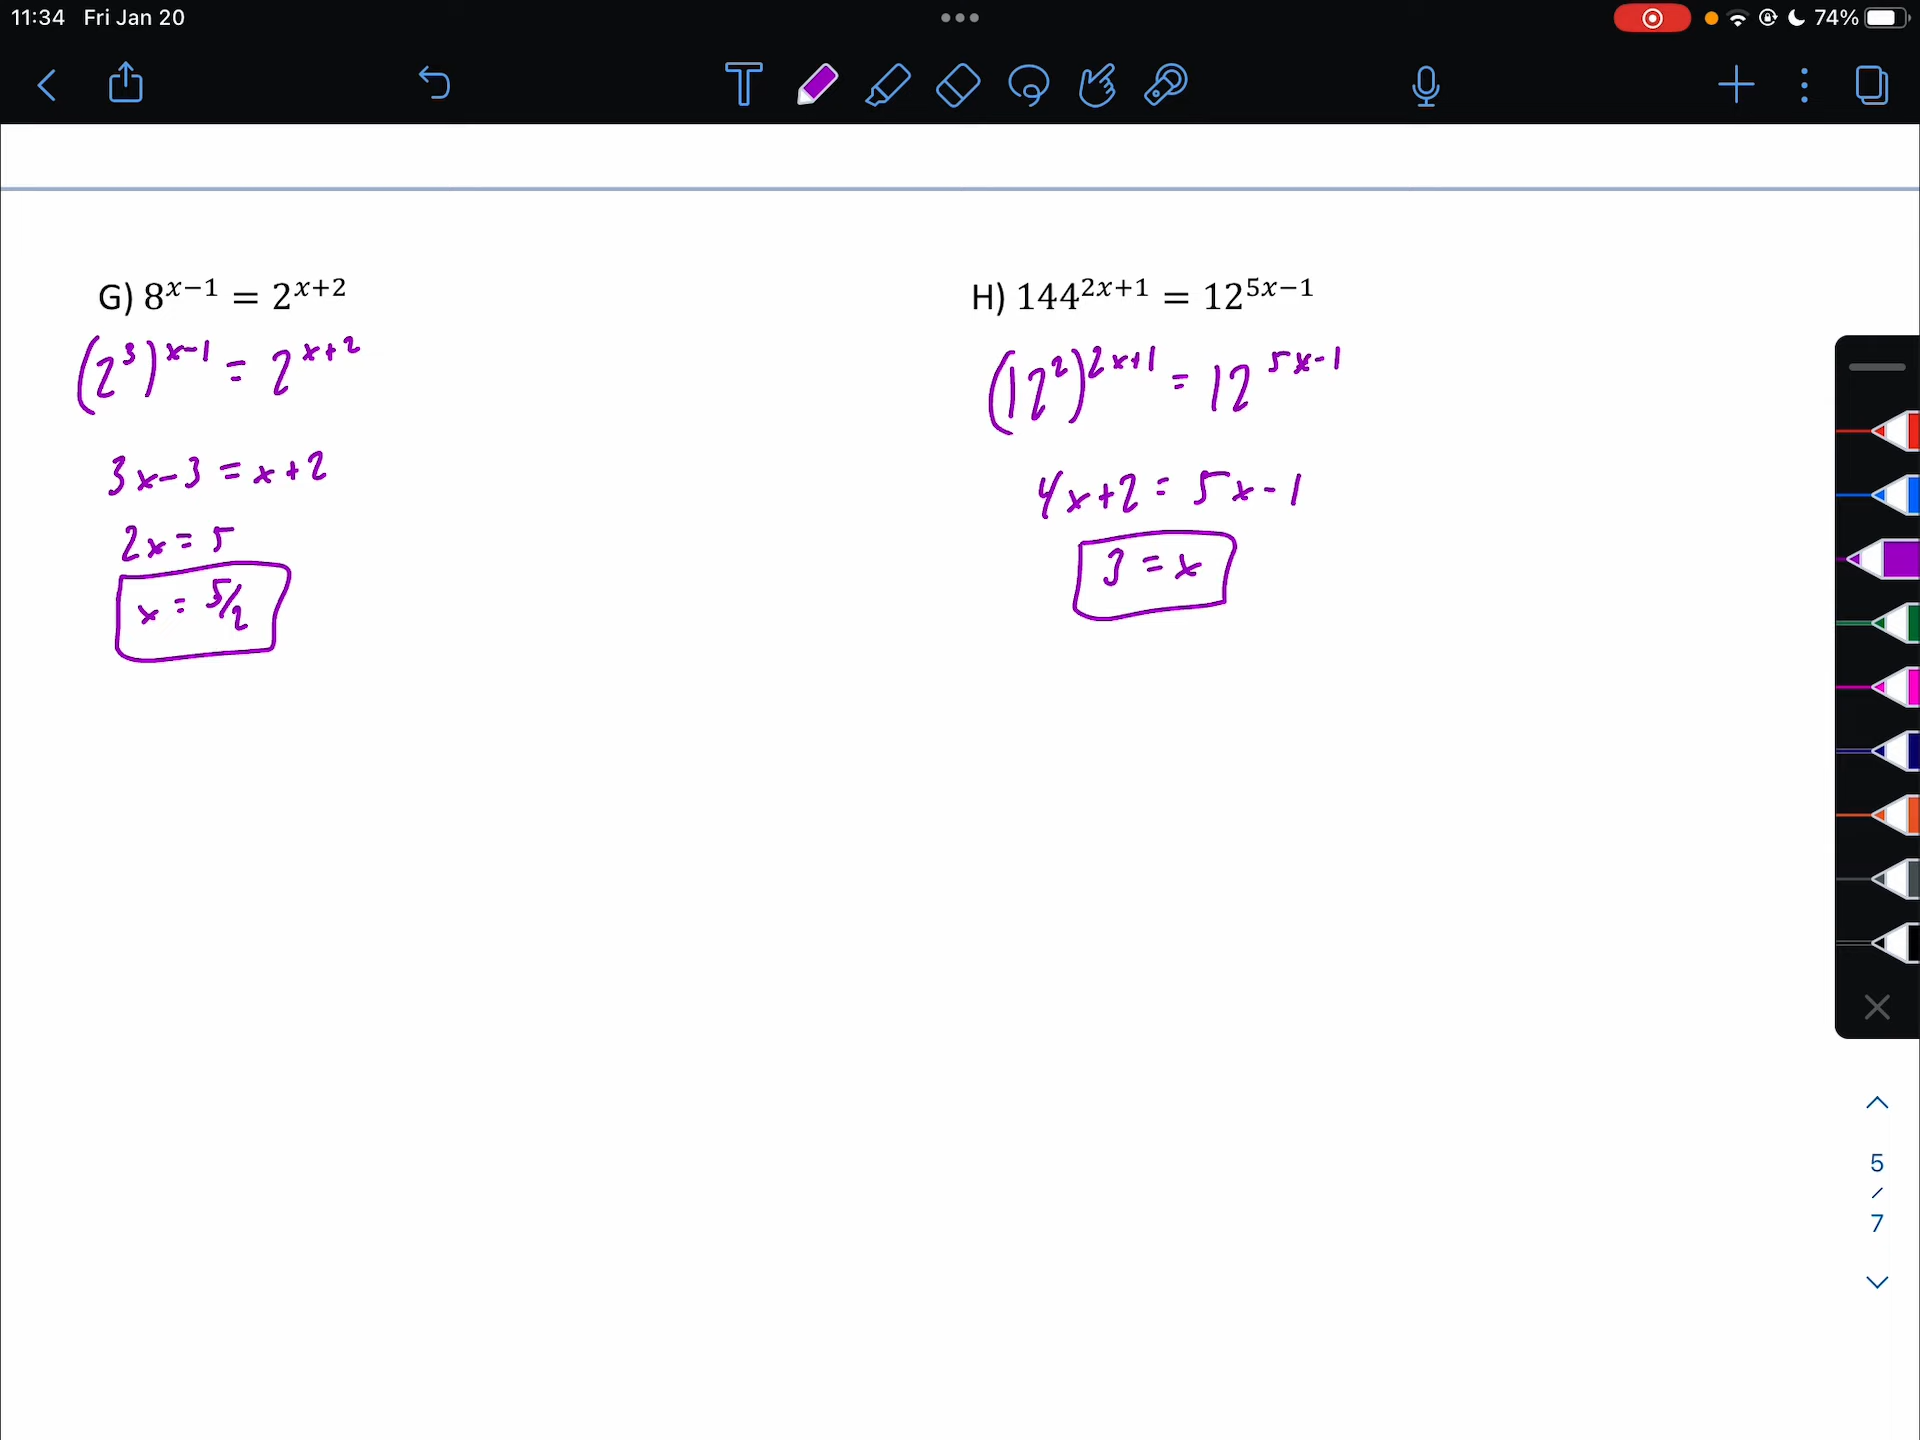 11:34 Fri Jan 20
74%
G) 8^{x−1} = 2^{x+2}
(2^3)^{x-1} = 2^{x+2}
3x-3 = x+2
2x = 5
x = 5/2
H) 144^{2x+1} = 12^{5x−1}
(12^2)^{2x+1} = 12^{5x-1}
4x+2 = 5x-1
3 = x
5
/
7